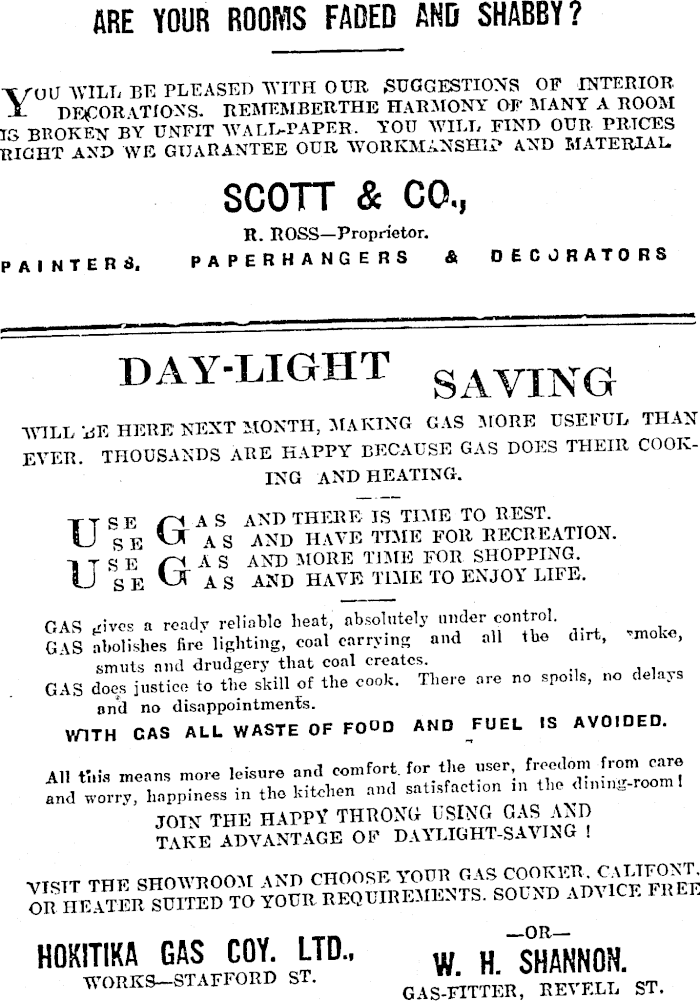 ARE YOUR ROOMS FADED AND SHABBY?
YOU WILL BE PLEASED WITH OUR SUGGESTIONS OF INTERIOR
DECORATIONS. REMEMBERTHE HARMONY OF MANY A ROOM
IS BROKEN BY UNFIT WALL-PAPER. YOU WILL FIND OUR PRICES
RIGHT AND WE GUARANTEE OUR WORKMANSHIP AND MATERIAL
SCOTT & CO.,
R. ROSS—Proprietor.
PAINTERS, PAPERHANGERS & DECORATORS
DAY-LIGHT SAVING
WILL BE HERE NEXT MONTH, MAKING GAS MORE USEFUL THAN
EVER. THOUSANDS ARE HAPPY BECAUSE GAS DOES THEIR COOK-
ING AND HEATING.
USE GAS AND THERE IS TIME TO REST.
USE GAS AND HAVE TIME FOR RECREATION.
USE GAS AND MORE TIME FOR SHOPPING.
USE GAS AND HAVE TIME TO ENJOY LIFE.
GAS gives a ready reliable heat, absolutely under control.
GAS abolishes fire lighting, coal carrying and all the dirt, smoke,
smuts and drudgery that coal creates.
GAS does justice to the skill of the cook. There are no spoils, no delays
and no disappointments.
WITH GAS ALL WASTE OF FOOD AND FUEL IS AVOIDED.
All this means more leisure and comfort for the user, freedom from care
and worry, happiness in the kitchen and satisfaction in the dining-room!
JOIN THE HAPPY THRONG USING GAS AND
TAKE ADVANTAGE OF DAYLIGHT-SAVING!
VISIT THE SHOWROOM AND CHOOSE YOUR GAS COOKER, CALIFONT,
OR HEATER SUITED TO YOUR REQUIREMENTS. SOUND ADVICE FREE
HOKITIKA GAS COY. LTD.,
WORKS—STAFFORD ST.
—OR—
W. H. SHANNON.
GAS-FITTER, REVELL ST.